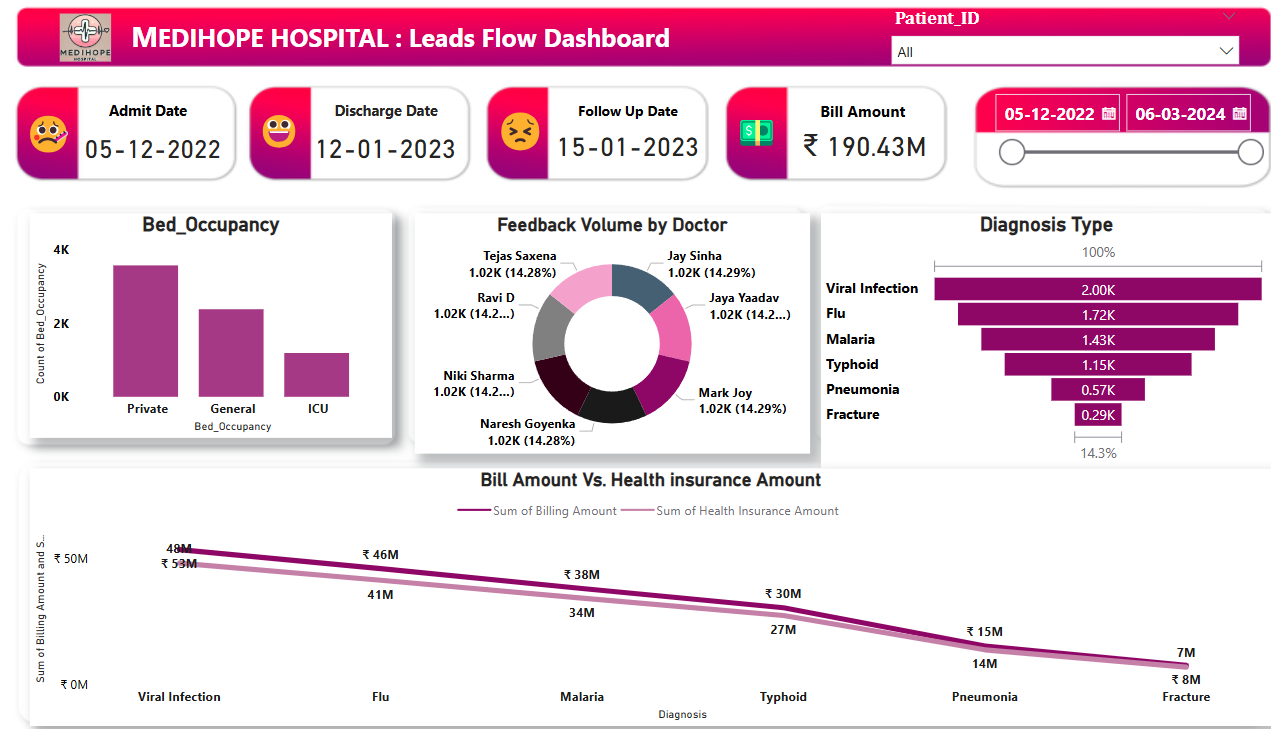 MEDIHOPE
HOSPITAL
MEDIHOPE HOSPITAL : Leads Flow Dashboard
Patient_ID
All
Admit Date
05-12-2022
Discharge Date
12-01-2023
Follow Up Date
15-01-2023
Bill Amount
₹ 190.43M
05-12-2022
06-03-2024
Bed_Occupancy
Count of Bed_Occupancy
4K
2K
0K
Private
General
ICU
Bed_Occupancy
Feedback Volume by Doctor
Tejas Saxena
1.02K (14.28%)
Jay Sinha
1.02K (14.29%)
Ravi D
1.02K (14.2...)
Jaya Yaadav
1.02K (14.2...)
Niki Sharma
1.02K (14.2...)
Mark Joy
1.02K (14.29%)
Naresh Goyenka
1.02K (14.28%)
Diagnosis Type
100%
Viral Infection 2.00K
Flu 1.72K
Malaria 1.43K
Typhoid 1.15K
Pneumonia 0.57K
Fracture 0.29K
14.3%
Bill Amount Vs. Health insurance Amount
Sum of Billing Amount
Sum of Health Insurance Amount
Sum of Billing Amount and S...
₹ 50M
₹ 0M
48M
₹ 53M
₹ 46M
41M
₹ 38M
34M
₹ 30M
27M
₹ 15M
14M
7M
₹ 8M
Viral Infection
Flu
Malaria
Typhoid
Pneumonia
Fracture
Diagnosis